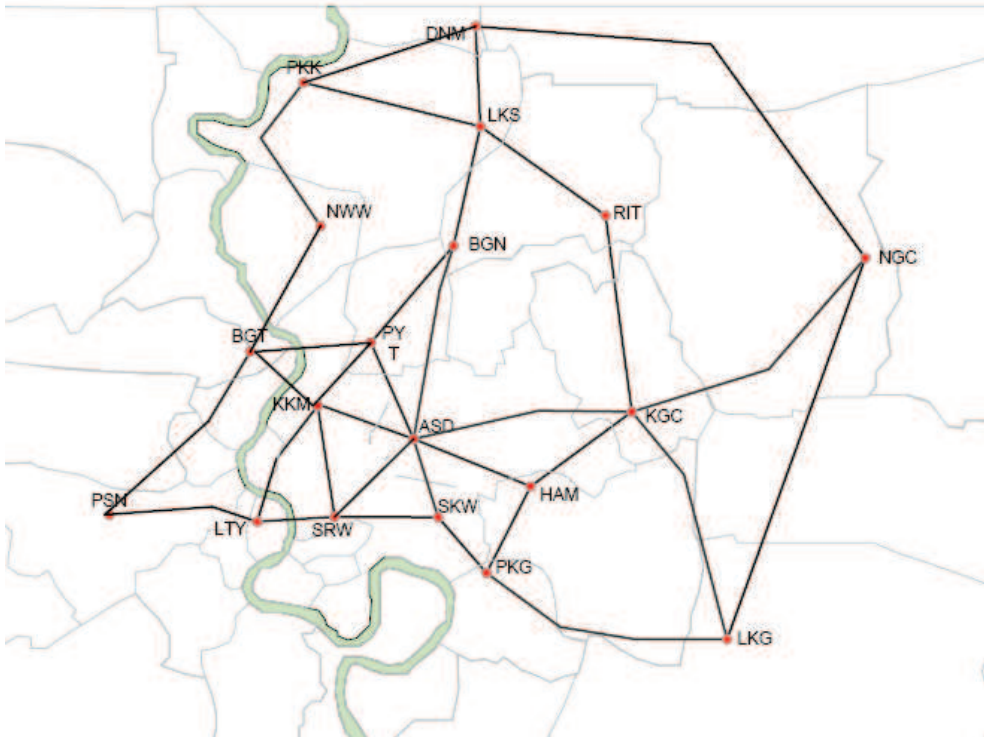 DNM
PKK
LKS
NWW
RIT
BGN
NGC
BGT
PY
T
KKM
ASD
KGC
PSN
HAM
LTY
SRW
SKW
PKG
LKG